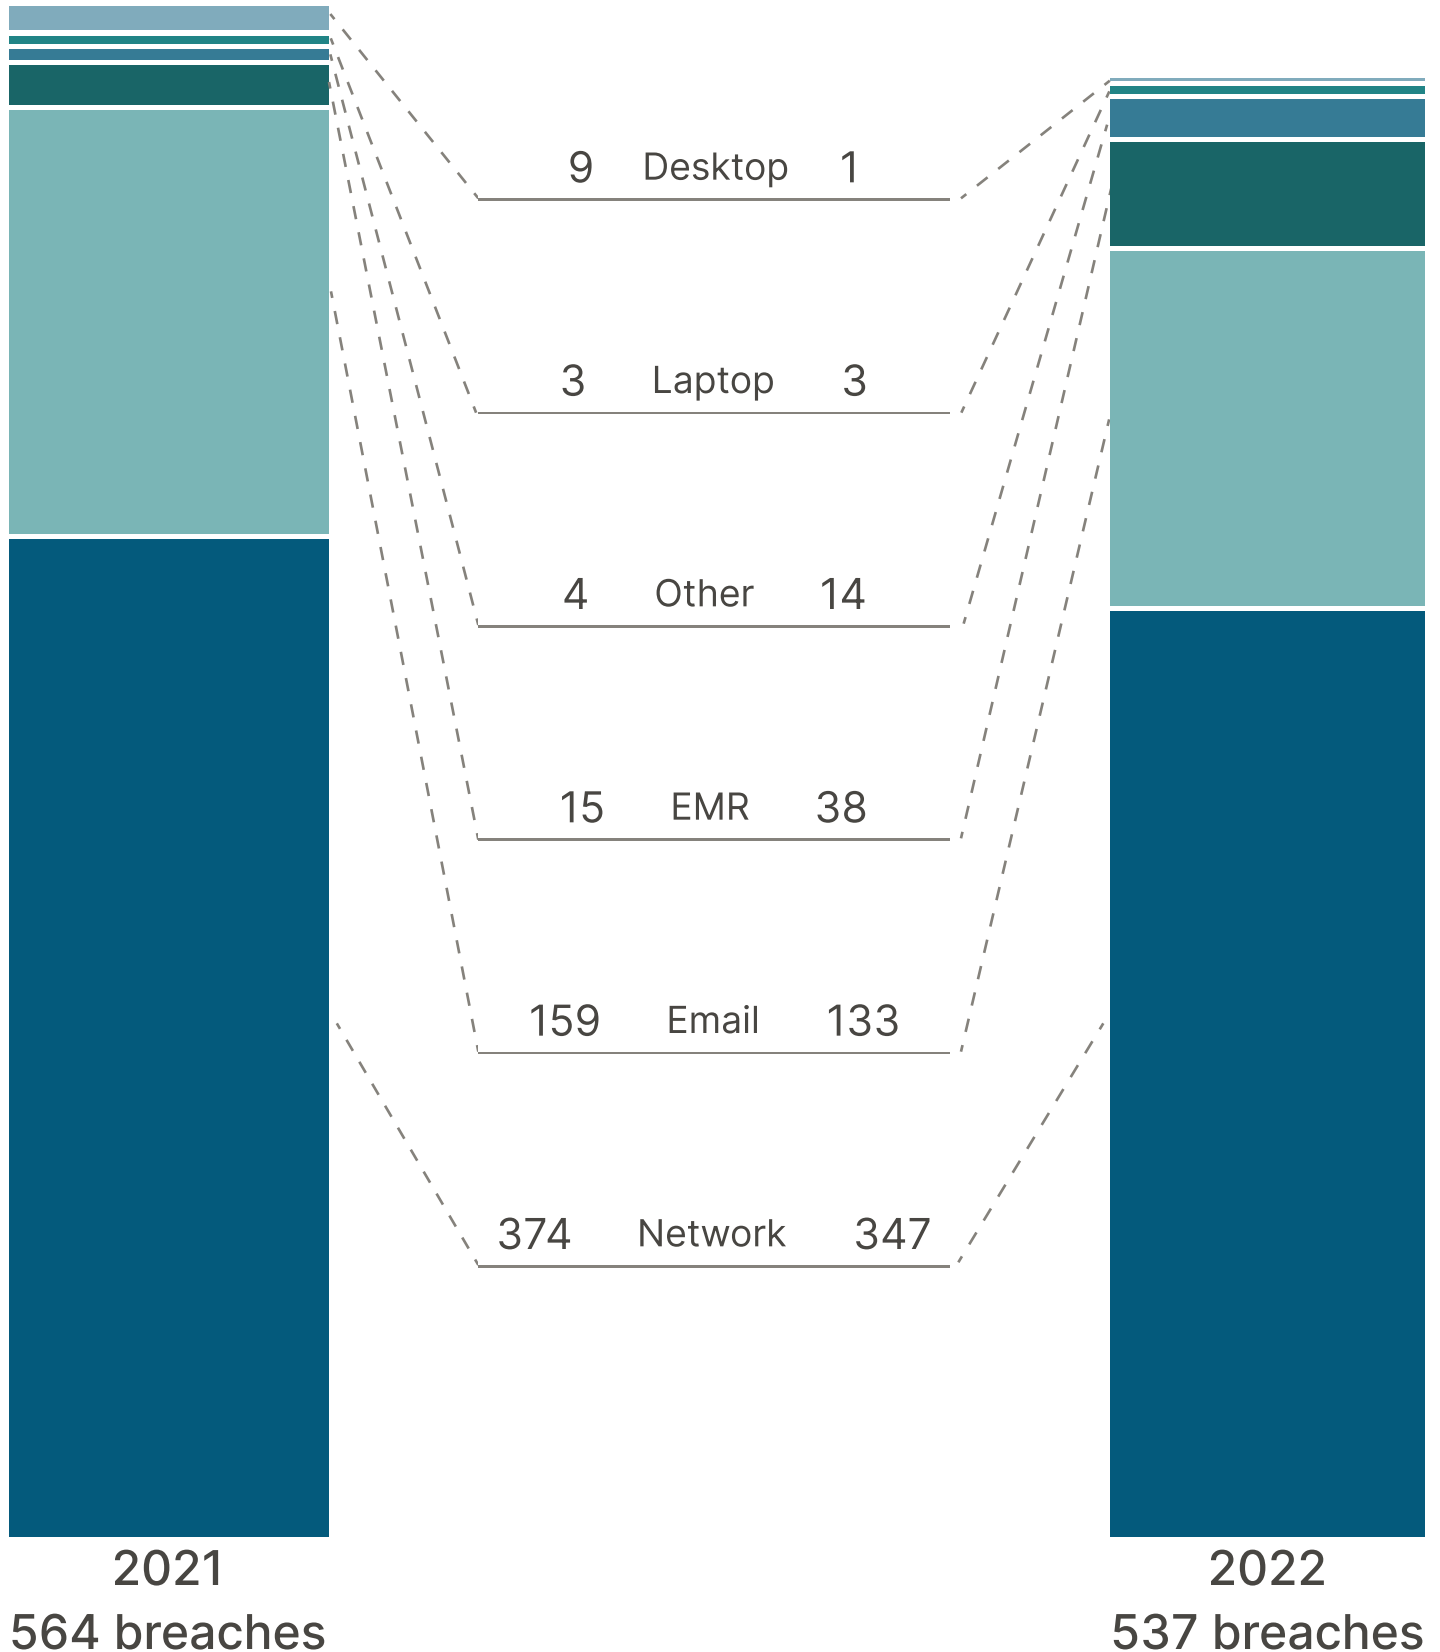 9 Desktop 1
3 Laptop 3
4 Other 14
15 EMR 38
159 Email 133
374 Network 347
2021
564 breaches
2022
537 breaches